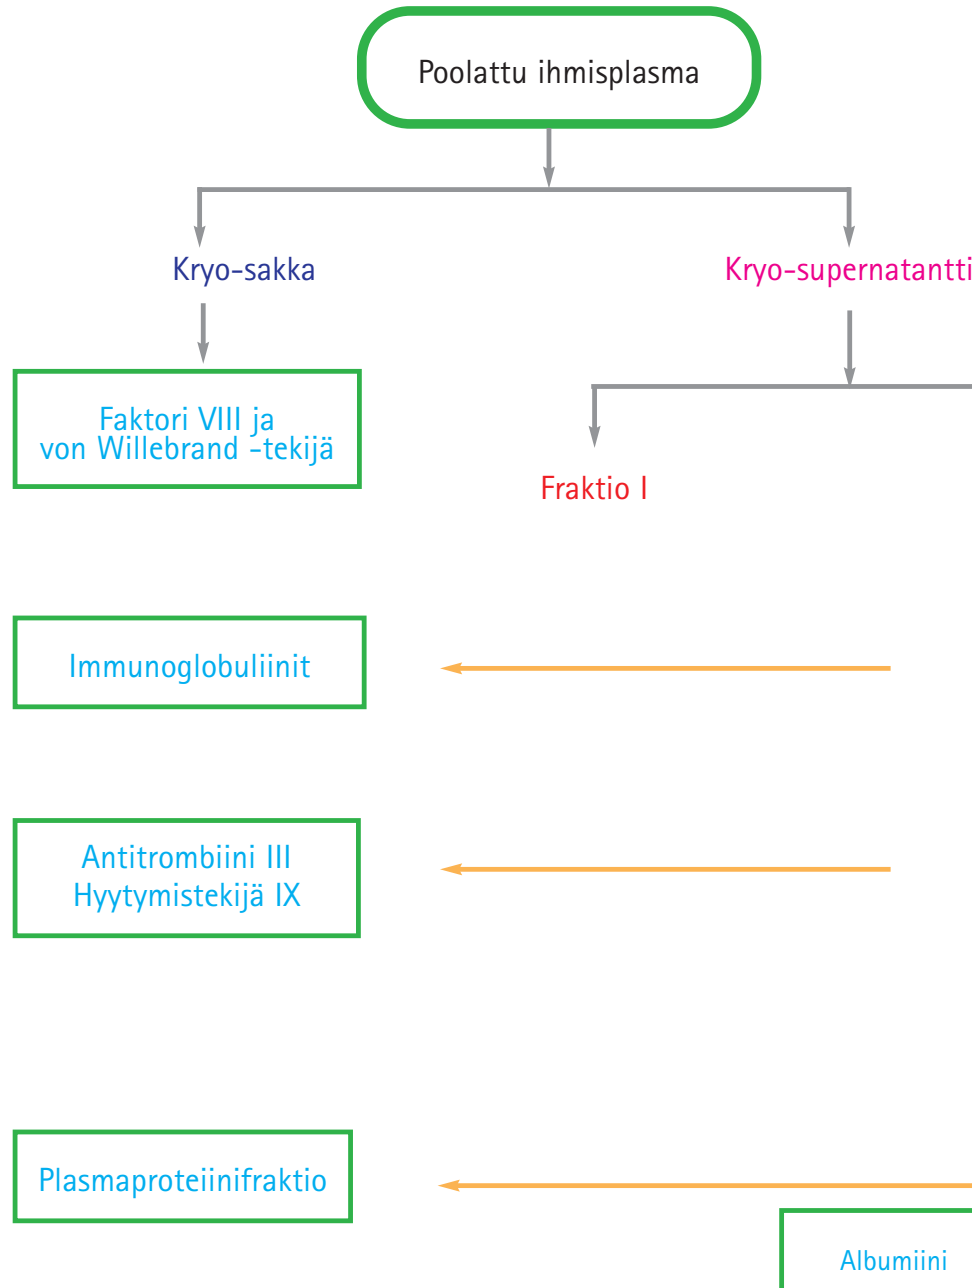 Poolattu ihmisplasma
Kryo-sakka
Kryo-supernatantti
Faktori VIII ja
von Willebrand -tekijä
Fraktio I
Immunoglobuliinit
Antitrombiini III
Hyytymistekijä IX
Plasmaproteiinifraktio
Albumiini